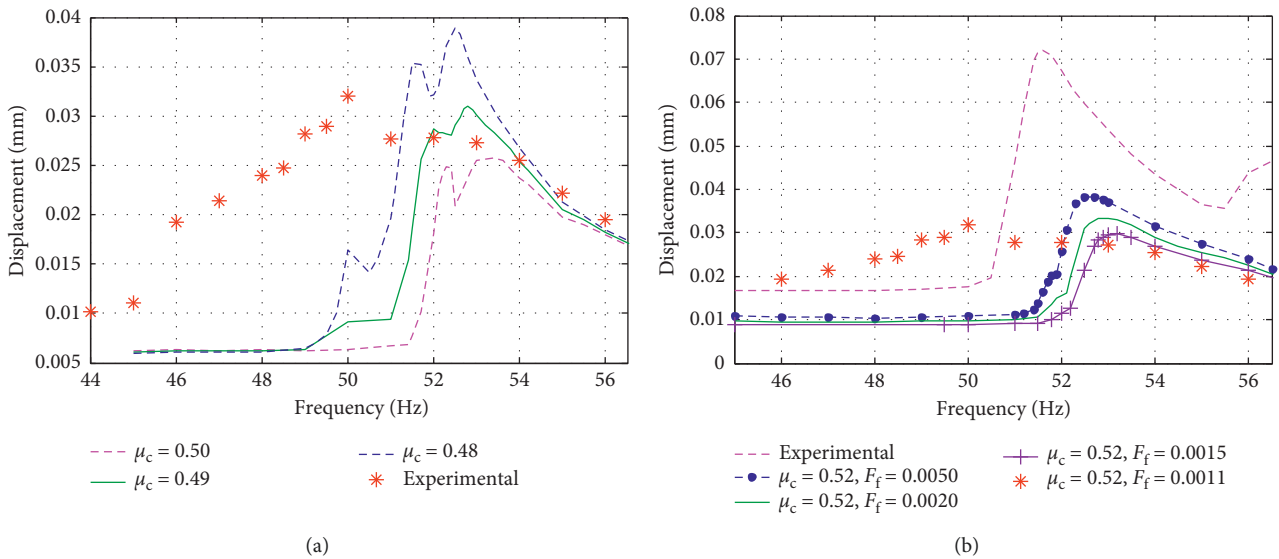 0.04
0.035
0.03
0.025
0.02
0.015
0.01
0.005
Displacement (mm)
44 46 48 50 52 54 56
Frequency (Hz)
μc = 0.50
μc = 0.48
μc = 0.49
Experimental
(a)
0.08
0.07
0.06
0.05
0.04
0.03
0.02
0.01
0
Displacement (mm)
46 48 50 52 54 56
Frequency (Hz)
Experimental
μc = 0.52, Ff = 0.0015
μc = 0.52, Ff = 0.0050
μc = 0.52, Ff = 0.0011
μc = 0.52, Ff = 0.0020
(b)